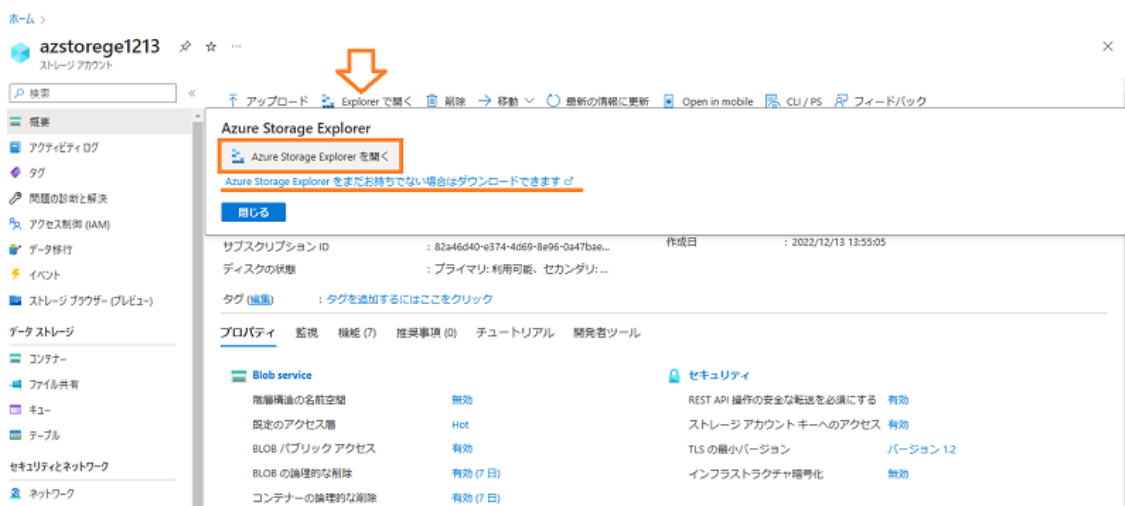 ホーム >
azstorege1213
ストレージ アカウント
検索
アップロード Explorer で開く 削除 移動 最新の情報に更新 Open in mobile CLI / PS フィードバック
Azure Storage Explorer
Azure Storage Explorer を開く
Azure Storage Explorer をまだお持ちでない場合はダウンロードできます
閉じる
概要
アクティビティ ログ
タグ
問題の診断と解決
アクセス制御 (IAM)
データ移行
イベント
ストレージ ブラウザー (プレビュー)
データ ストレージ
コンテナー
ファイル共有
キュー
テーブル
セキュリティとネットワーク
ネットワーク
サブスクリプション ID : 82a46d40-e374-4d69-8e96-0a47bae...
作成日 : 2022/12/13 13:55:05
ディスクの状態 : プライマリ: 利用可能、セカンダリ: ...
タグ (編集) : タグを追加するにはここをクリック
プロパティ 監視 機能 (7) 推奨事項 (0) チュートリアル 開発者ツール
Blob service
階層構造の名前空間 無効
既定のアクセス層 Hot
BLOB パブリック アクセス 有効
BLOB の論理的な削除 有効 (7 日)
コンテナーの論理的な削除 有効 (7 日)
セキュリティ
REST API 操作の安全な転送を必須にする 有効
ストレージ アカウント キーへのアクセス 有効
TLS の最小バージョン バージョン 1.2
インフラストラクチャ暗号化 無効